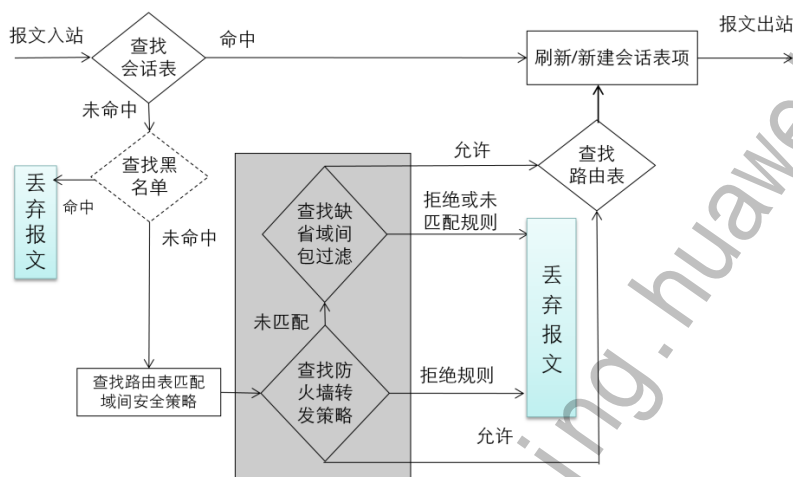 报文入站
查找
会话表
命中
刷新/新建会话表项
报文出站
未命中
查找黑
名单
命中
丢
弃
报
文
未命中
查找缺
省域间
包过滤
允许
查找
路由表
拒绝或未
匹配规则
丢
弃
报
文
未匹配
查找路由表匹配
域间安全策略
查找防
火墙转
发策略
拒绝规则
允许
ing.huawe